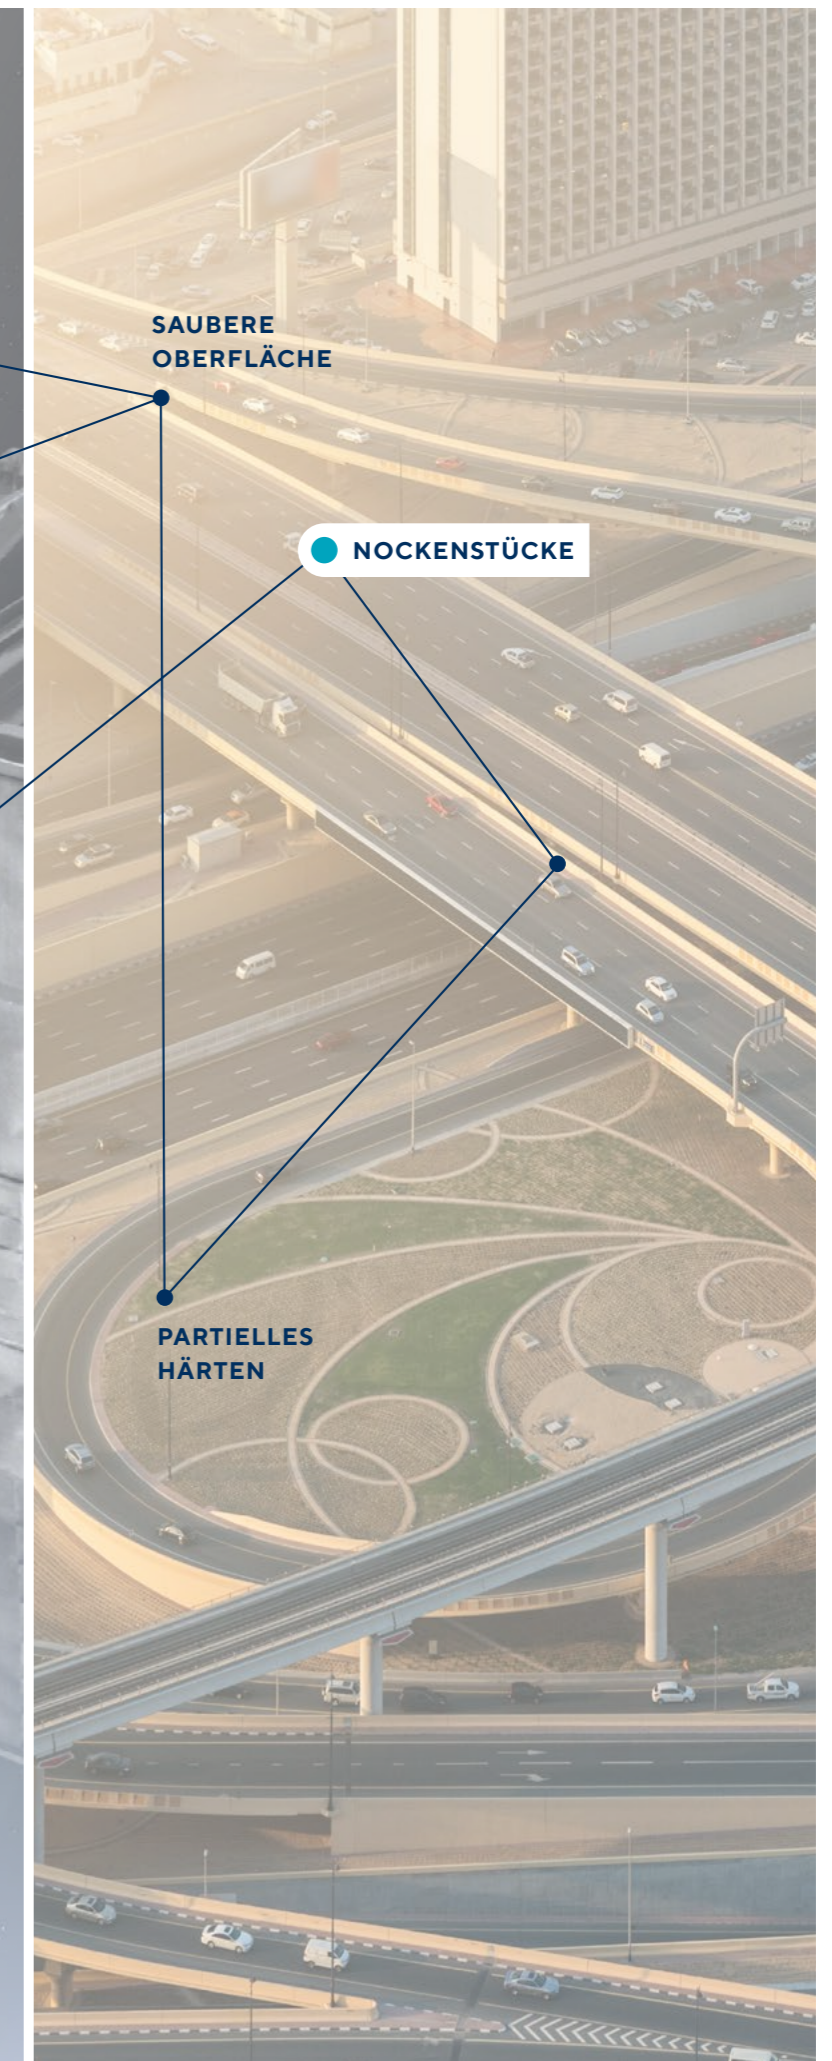 SAUBERE
OBERFLÄCHE
NOCKENSTÜCKE
PARTIELLES
HÄRTEN